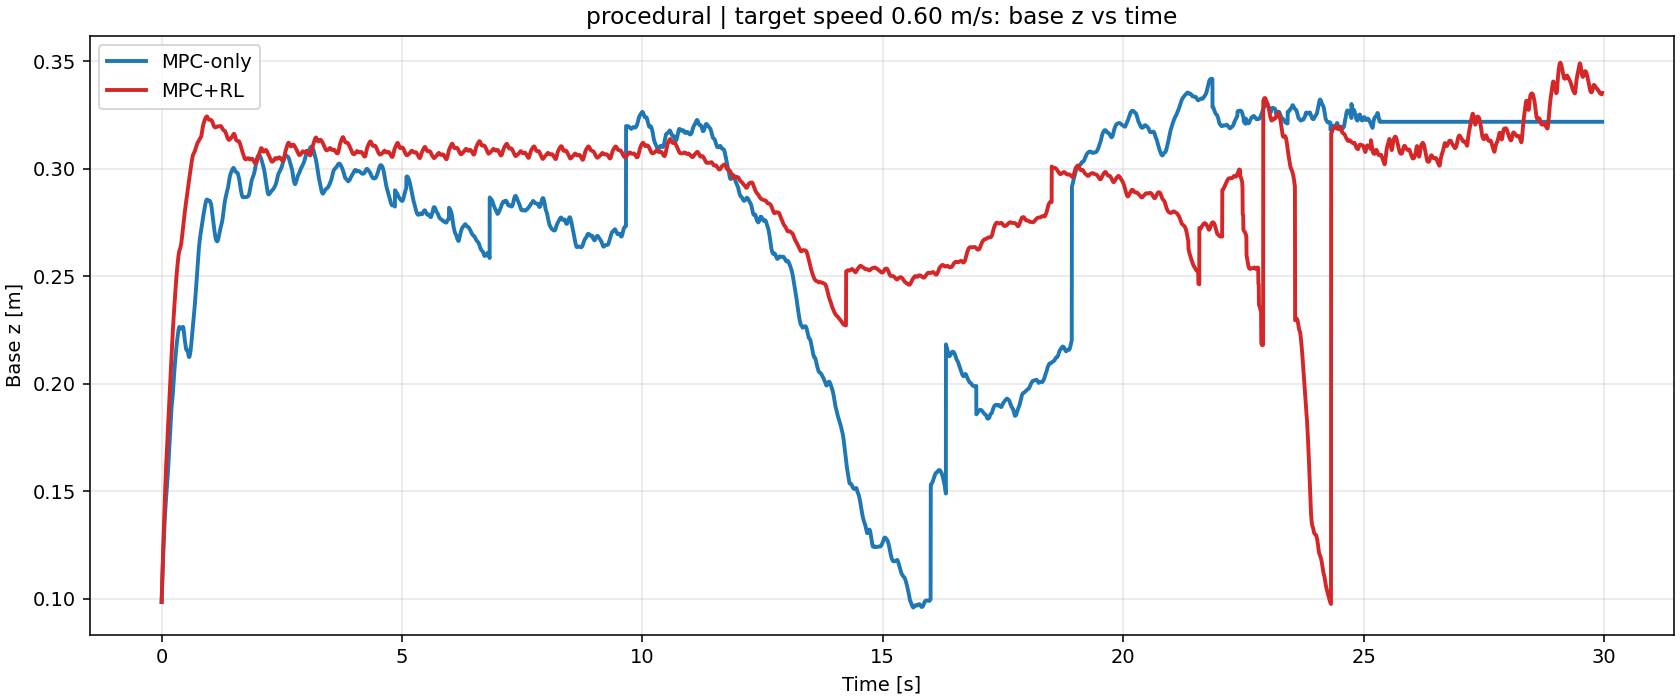 procedural | target speed 0.60 m/s: base z vs time
MPC-only
MPC+RL
0.35
0.30
0.25
0.20
0.15
0.10
Base z [m]
0 5 10 15 20 25 30
Time [s]